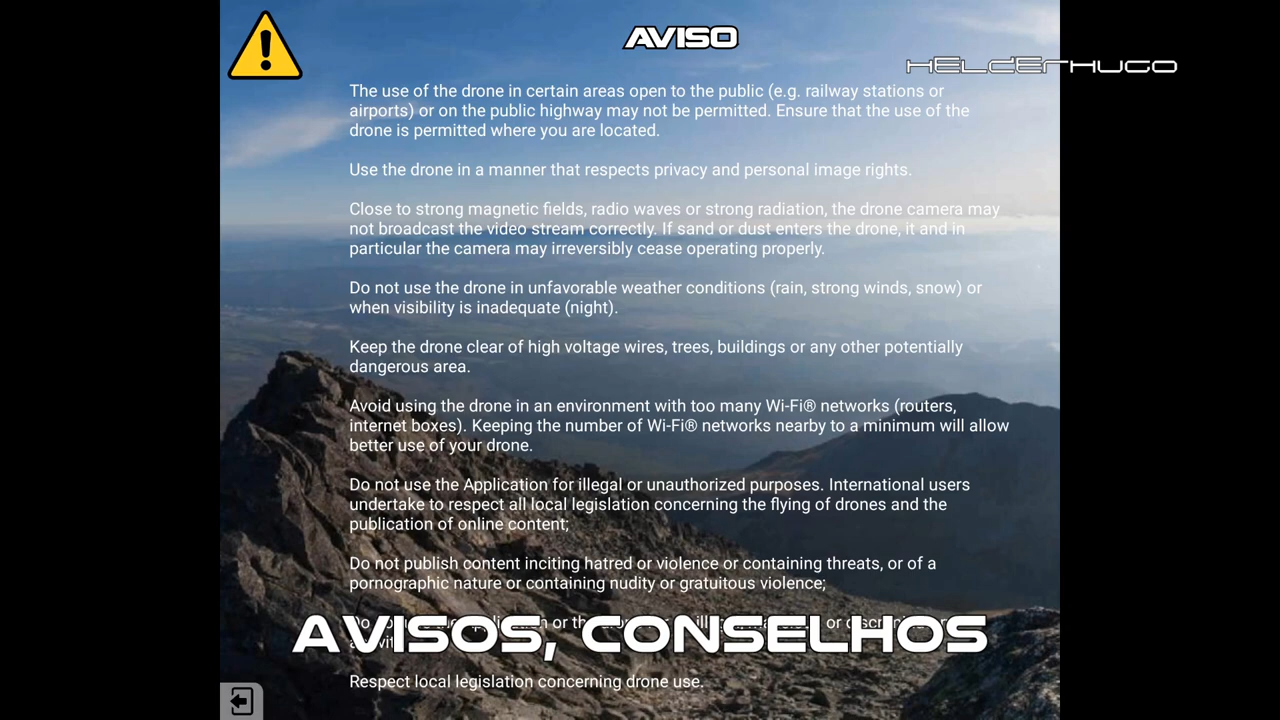 AVISO
HELDERHUGO
The use of the drone in certain areas open to the public (e.g. railway stations or
airports) or on the public highway may not be permitted. Ensure that the use of the
drone is permitted where you are located.
Use the drone in a manner that respects privacy and personal image rights.
Close to strong magnetic fields, radio waves or strong radiation, the drone camera may
not broadcast the video stream correctly. If sand or dust enters the drone, it and in
particular the camera may irreversibly cease operating properly.
Do not use the drone in unfavorable weather conditions (rain, strong winds, snow) or
when visibility is inadequate (night).
Keep the drone clear of high voltage wires, trees, buildings or any other potentially
dangerous area.
Avoid using the drone in an environment with too many Wi-Fi® networks (routers,
internet boxes). Keeping the number of Wi-Fi® networks nearby to a minimum will allow
better use of your drone.
Do not use the Application for illegal or unauthorized purposes. International users
undertake to respect all local legislation concerning the flying of drones and the
publication of online content;
Do not publish content inciting hatred or violence or containing threats, or of a
pornographic nature or containing nudity or gratuitous violence;
AVISOS, CONSELHOS
Respect local legislation concerning drone use.